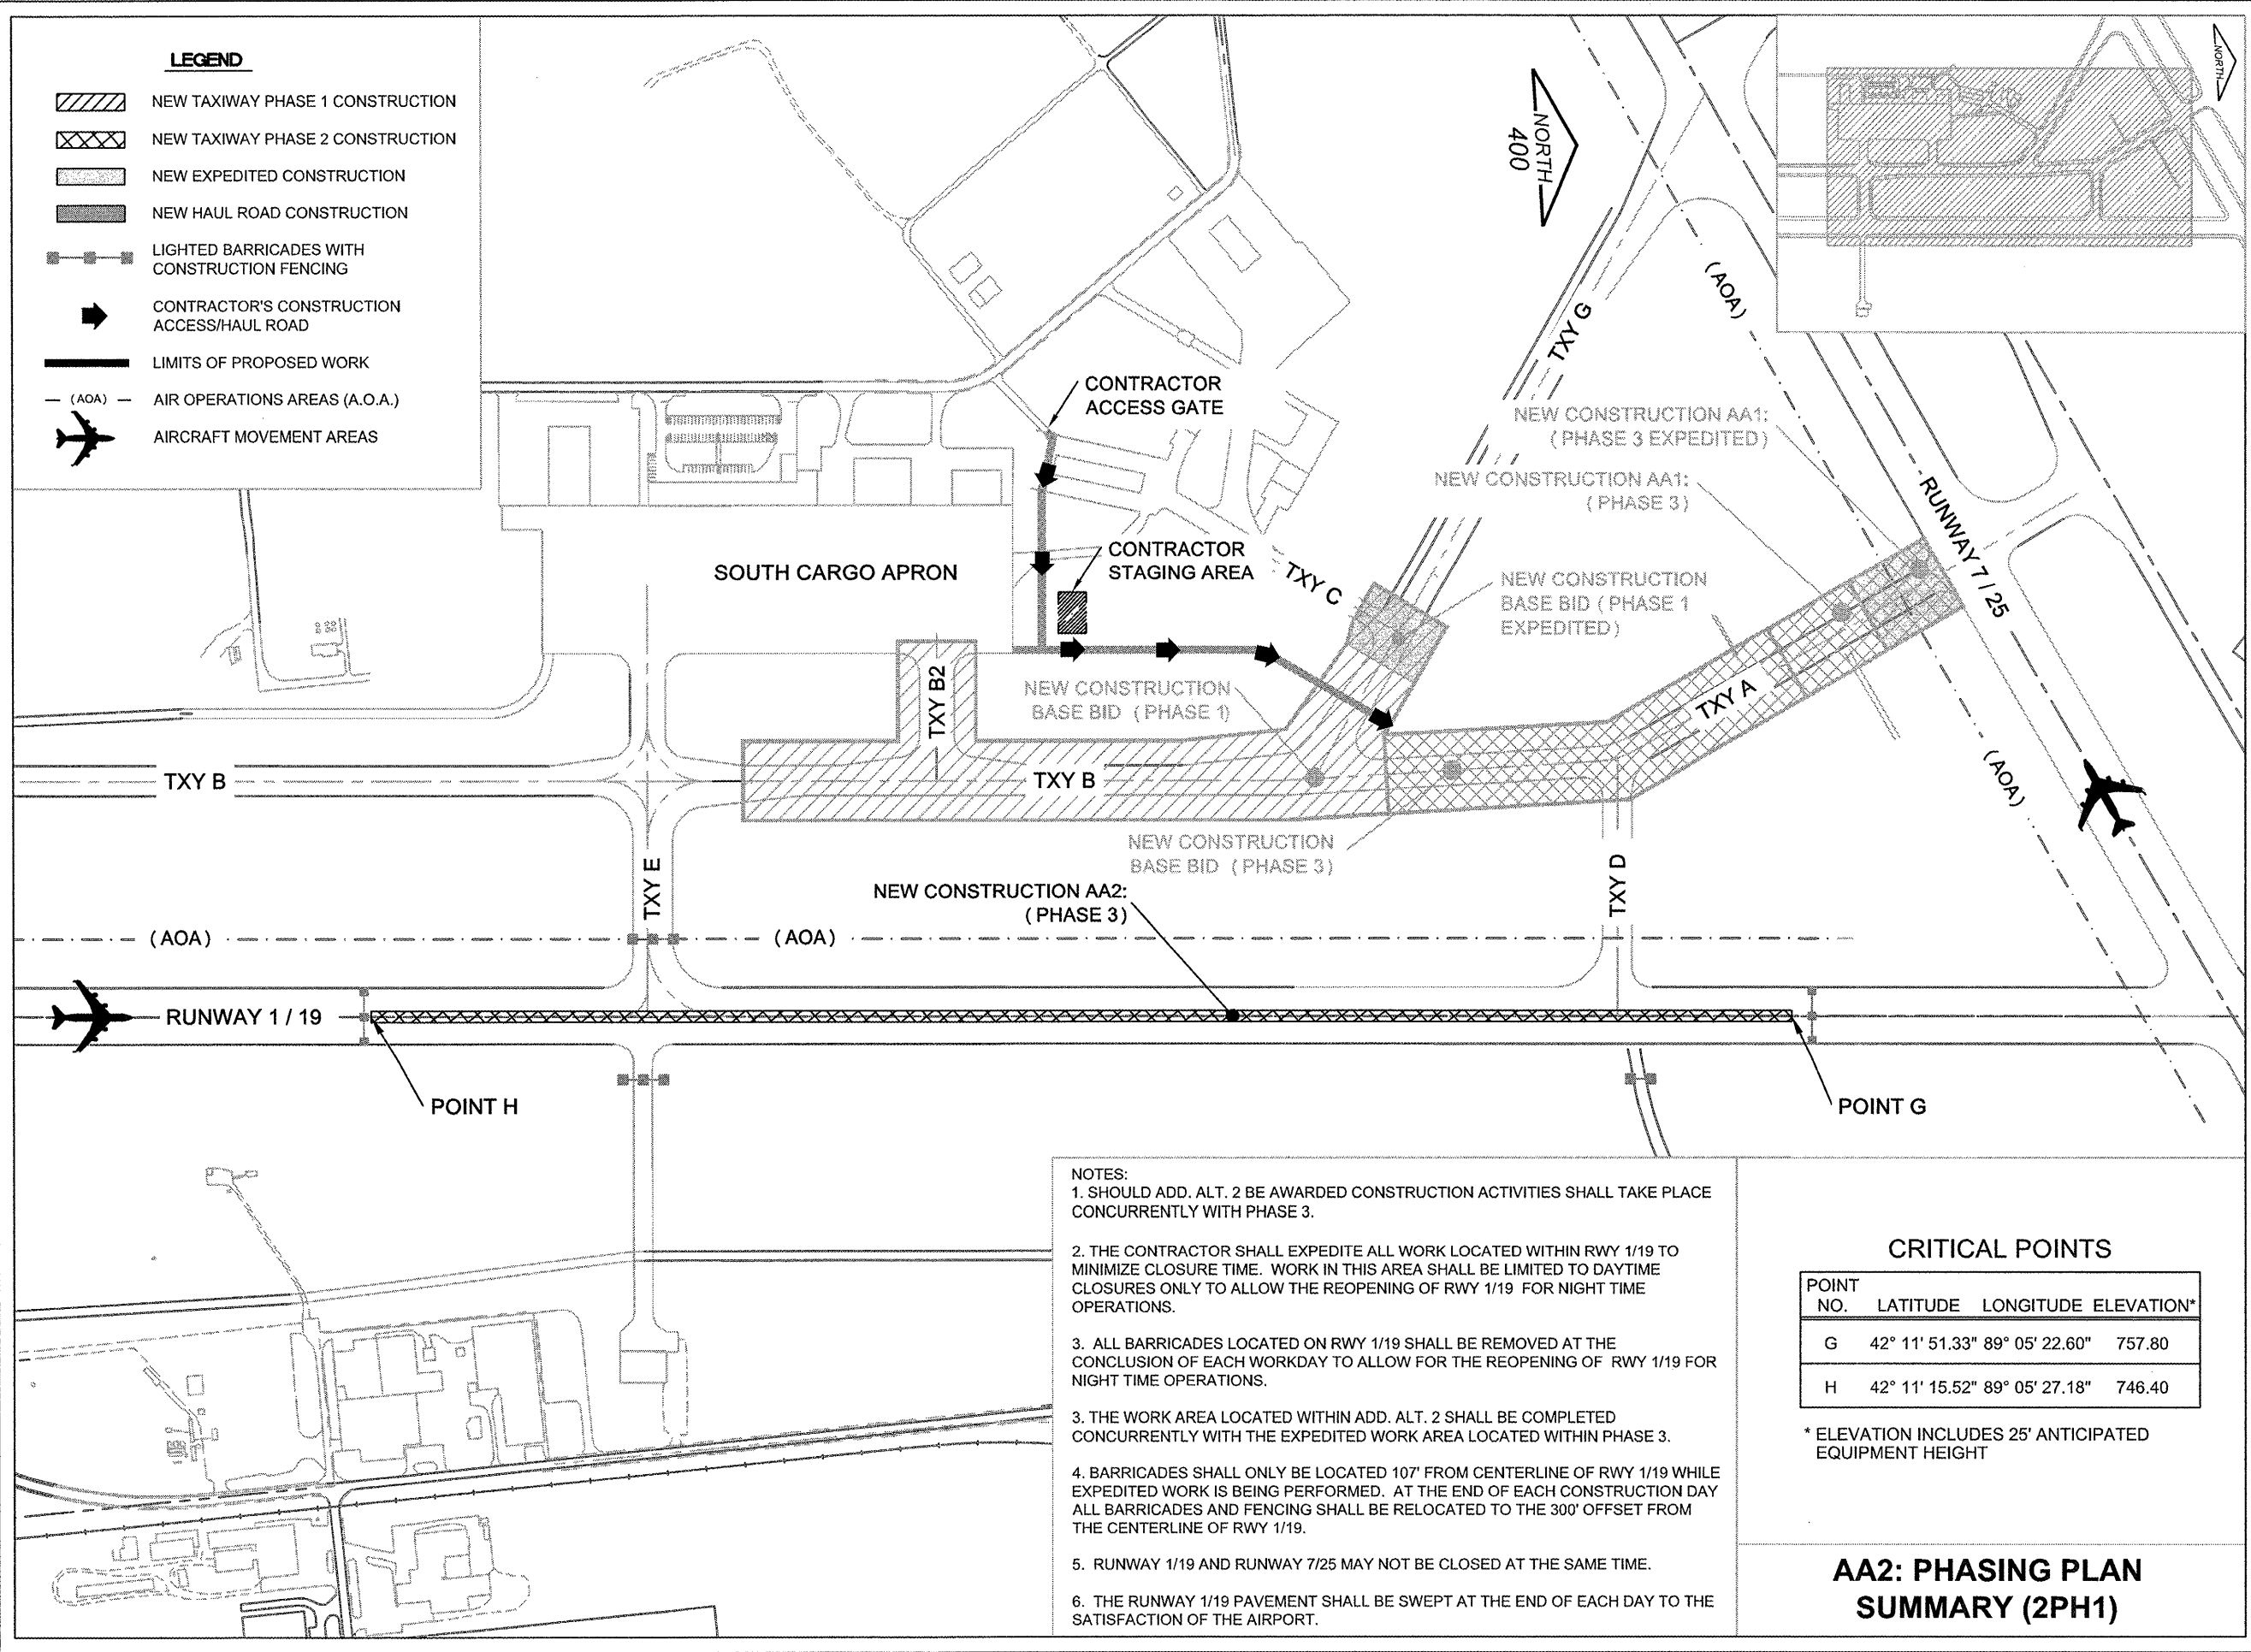 LEGEND
NEW TAXIWAY PHASE 1 CONSTRUCTION
NEW TAXIWAY PHASE 2 CONSTRUCTION
NEW EXPEDITED CONSTRUCTION
NEW HAUL ROAD CONSTRUCTION
LIGHTED BARRICADES WITH
CONSTRUCTION FENCING
CONTRACTOR'S CONSTRUCTION
ACCESS/HAUL ROAD
LIMITS OF PROPOSED WORK
(AOA)
AIR OPERATIONS AREAS (A.O.A.)
AIRCRAFT MOVEMENT AREAS
NORTH
400
NORTH
(AOA)
TXY G
CONTRACTOR
ACCESS GATE
NEW CONSTRUCTION AA1:
( PHASE 3 EXPEDITED)
NEW CONSTRUCTION AA1:
( PHASE 3)
RUNWAY 7 / 25
SOUTH CARGO APRON
CONTRACTOR
STAGING AREA
TXY C
NEW CONSTRUCTION
BASE BID ( PHASE 1
EXPEDITED)
TXY B2
NEW CONSTRUCTION
BASE BID ( PHASE 1)
TXY A
(AOA)
TXY B
TXY B
NEW CONSTRUCTION
BASE BID ( PHASE 3)
TXY E
TXY D
NEW CONSTRUCTION AA2:
( PHASE 3)
(AOA)
(AOA)
RUNWAY 1 / 19
POINT H
POINT G
NOTES:
1. SHOULD ADD. ALT. 2 BE AWARDED CONSTRUCTION ACTIVITIES SHALL TAKE PLACE
CONCURRENTLY WITH PHASE 3.
2. THE CONTRACTOR SHALL EXPEDITE ALL WORK LOCATED WITHIN RWY 1/19 TO
MINIMIZE CLOSURE TIME. WORK IN THIS AREA SHALL BE LIMITED TO DAYTIME
CLOSURES ONLY TO ALLOW THE REOPENING OF RWY 1/19 FOR NIGHT TIME
OPERATIONS.
3. ALL BARRICADES LOCATED ON RWY 1/19 SHALL BE REMOVED AT THE
CONCLUSION OF EACH WORKDAY TO ALLOW FOR THE REOPENING OF RWY 1/19 FOR
NIGHT TIME OPERATIONS.
3. THE WORK AREA LOCATED WITHIN ADD. ALT. 2 SHALL BE COMPLETED
CONCURRENTLY WITH THE EXPEDITED WORK AREA LOCATED WITHIN PHASE 3.
4. BARRICADES SHALL ONLY BE LOCATED 107' FROM CENTERLINE OF RWY 1/19 WHILE
EXPEDITED WORK IS BEING PERFORMED. AT THE END OF EACH CONSTRUCTION DAY
ALL BARRICADES AND FENCING SHALL BE RELOCATED TO THE 300' OFFSET FROM
THE CENTERLINE OF RWY 1/19.
5. RUNWAY 1/19 AND RUNWAY 7/25 MAY NOT BE CLOSED AT THE SAME TIME.
6. THE RUNWAY 1/19 PAVEMENT SHALL BE SWEPT AT THE END OF EACH DAY TO THE
SATISFACTION OF THE AIRPORT.
CRITICAL POINTS
POINT
NO. LATITUDE LONGITUDE ELEVATION*
G 42° 11' 51.33" 89° 05' 22.60" 757.80
H 42° 11' 15.52" 89° 05' 27.18" 746.40
* ELEVATION INCLUDES 25' ANTICIPATED
EQUIPMENT HEIGHT
AA2: PHASING PLAN
SUMMARY (2PH1)